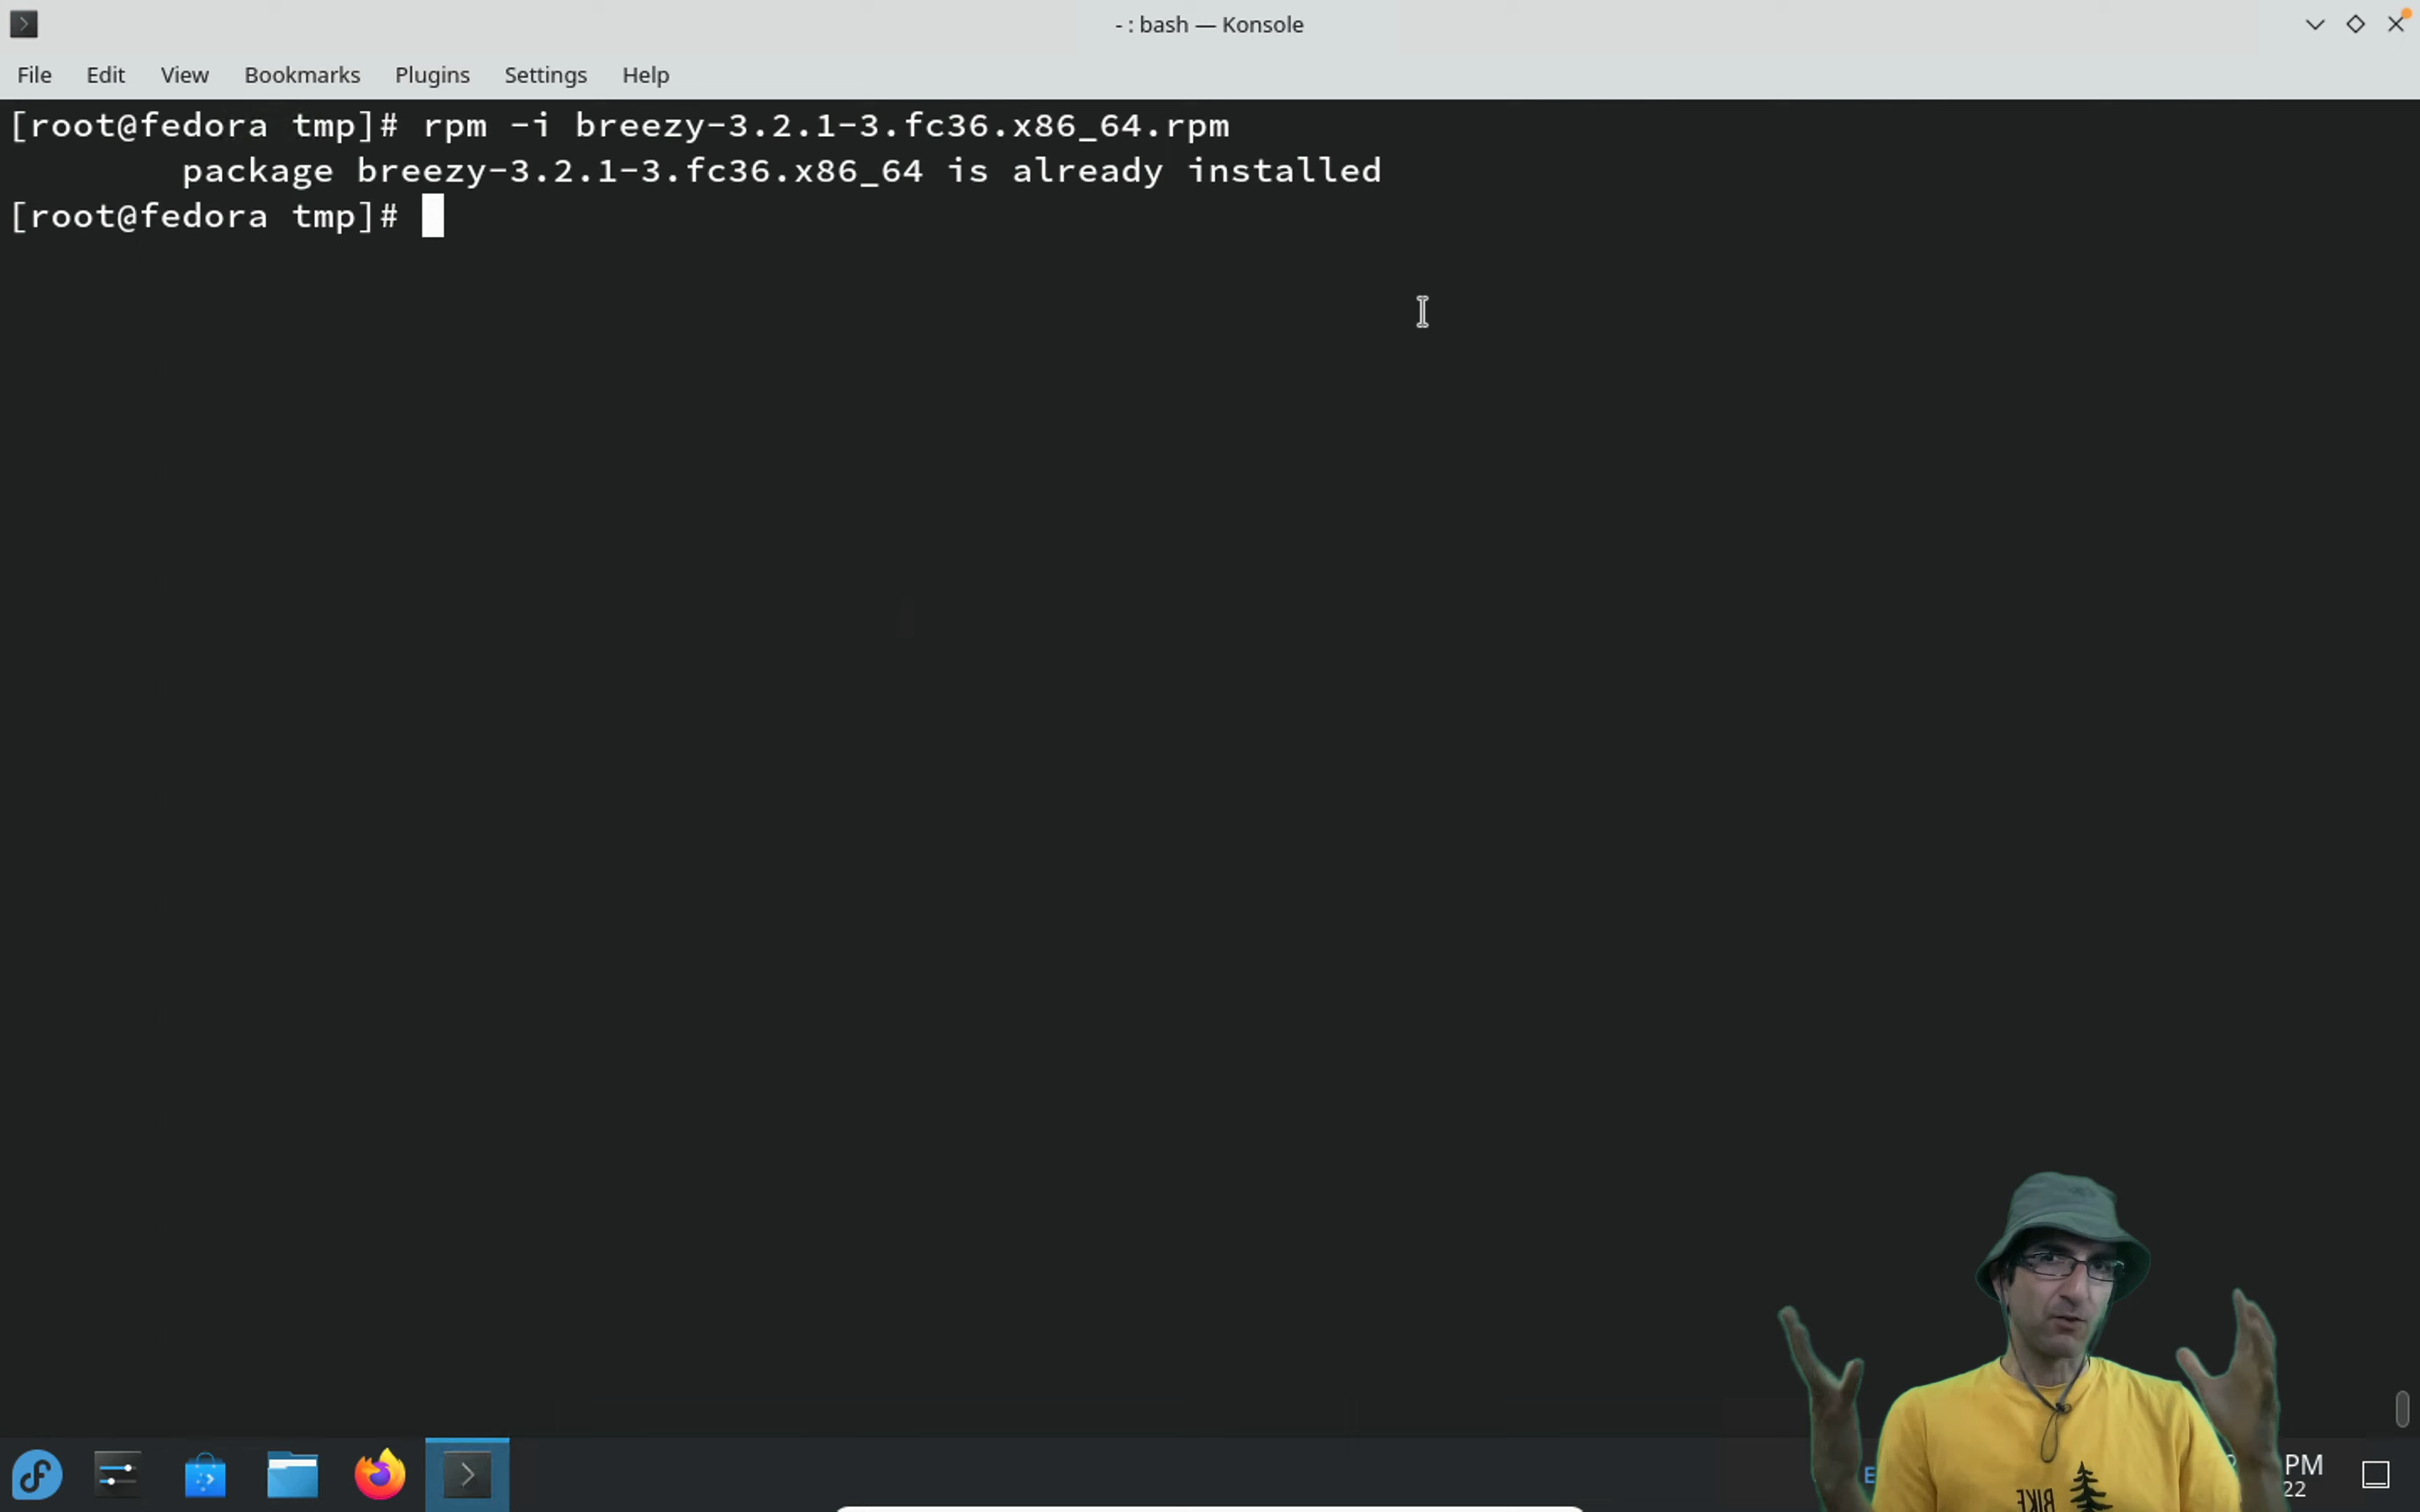 - : bash — Konsole
File Edit View Bookmarks Plugins Settings Help
[root@fedora tmp]# rpm -i breezy-3.2.1-3.fc36.x86_64.rpm
package breezy-3.2.1-3.fc36.x86_64 is already installed
[root@fedora tmp]#
PM
22
BIKE